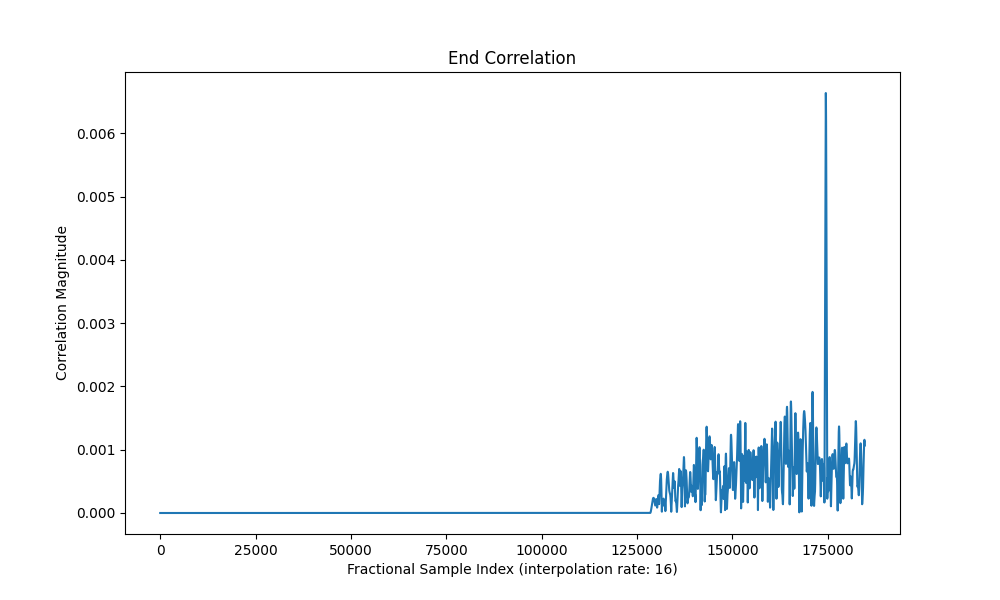 End Correlation
Correlation Magnitude
0.006
0.005
0.004
0.003
0.002
0.001
0.000
0 25000 50000 75000 100000 125000 150000 175000
Fractional Sample Index (interpolation rate: 16)